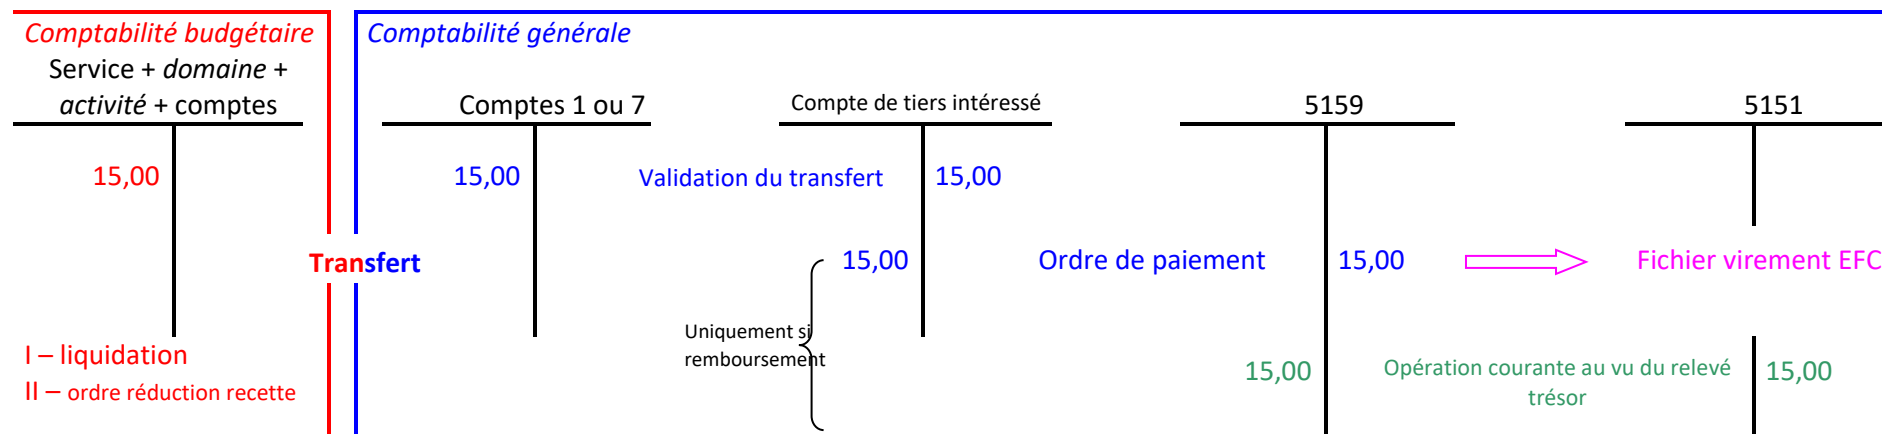 Comptabilité budgétaire
Comptabilité générale
Service + domaine +
activité + comptes
Comptes 1 ou 7
Compte de tiers intéressé
5159
5151
15,00
15,00
Validation du transfert
15,00
Transfert
15,00
Ordre de paiement
15,00
Fichier virement EFC
Uniquement si
remboursement
I – liquidation
II – ordre réduction recette
15,00
Opération courante au vu du relevé
trésor
15,00